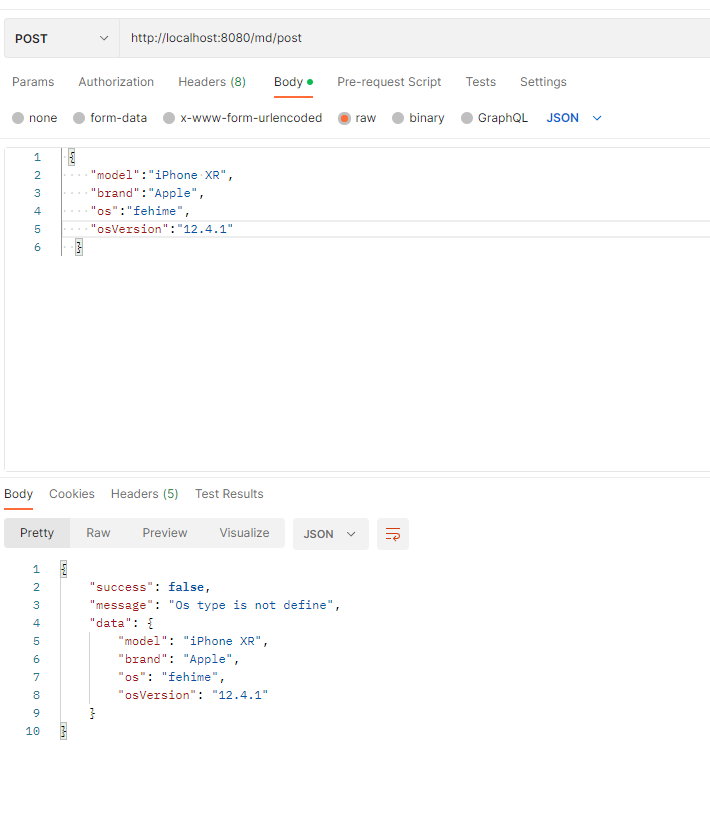 POST http://localhost:8080/md/post
Params Authorization Headers (8) Body Pre-request Script Tests Settings
none form-data x-www-form-urlencoded raw binary GraphQL JSON
1 {
2 "model":"iPhone XR",
3 "brand":"Apple",
4 "os":"fehime",
5 "osVersion":"12.4.1"
6 }
Body Cookies Headers (5) Test Results
Pretty Raw Preview Visualize JSON
1 {
2 "success": false,
3 "message": "Os type is not define",
4 "data": {
5 "model": "iPhone XR",
6 "brand": "Apple",
7 "os": "fehime",
8 "osVersion": "12.4.1"
9 }
10 }